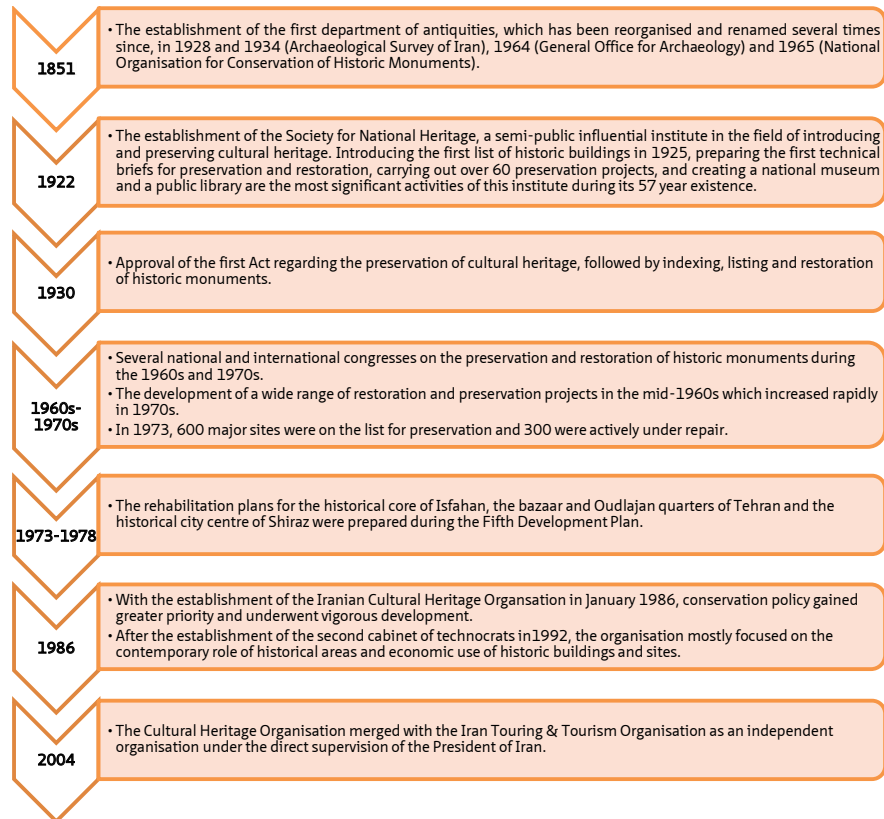 1851
• The establishment of the first department of antiquities, which has been reorganised and renamed several times
since, in 1928 and 1934 (Archaeological Survey of Iran), 1964 (General Office for Archaeology) and 1965 (National
Organisation for Conservation of Historic Monuments).
1922
• The establishment of the Society for National Heritage, a semi-public influential institute in the field of introducing
and preserving cultural heritage. Introducing the first list of historic buildings in 1925, preparing the first technical
briefs for preservation and restoration, carrying out over 60 preservation projects, and creating a national museum
and a public library are the most significant activities of this institute during its 57 year existence.
1930
• Approval of the first Act regarding the preservation of cultural heritage, followed by indexing, listing and restoration
of historic monuments.
1960s-
1970s
• Several national and international congresses on the preservation and restoration of historic monuments during
the 1960s and 1970s.
• The development of a wide range of restoration and preservation projects in the mid-1960s which increased rapidly
in 1970s.
• In 1973, 600 major sites were on the list for preservation and 300 were actively under repair.
1973-1978
• The rehabilitation plans for the historical core of Isfahan, the bazaar and Oudlajan quarters of Tehran and the
historical city centre of Shiraz were prepared during the Fifth Development Plan.
1986
• With the establishment of the Iranian Cultural Heritage Organsation in January 1986, conservation policy gained
greater priority and underwent vigorous development.
• After the establishment of the second cabinet of technocrats in1992, the organisation mostly focused on the
contemporary role of historical areas and economic use of historic buildings and sites.
2004
• The Cultural Heritage Organisation merged with the Iran Touring & Tourism Organisation as an independent
organisation under the direct supervision of the President of Iran.